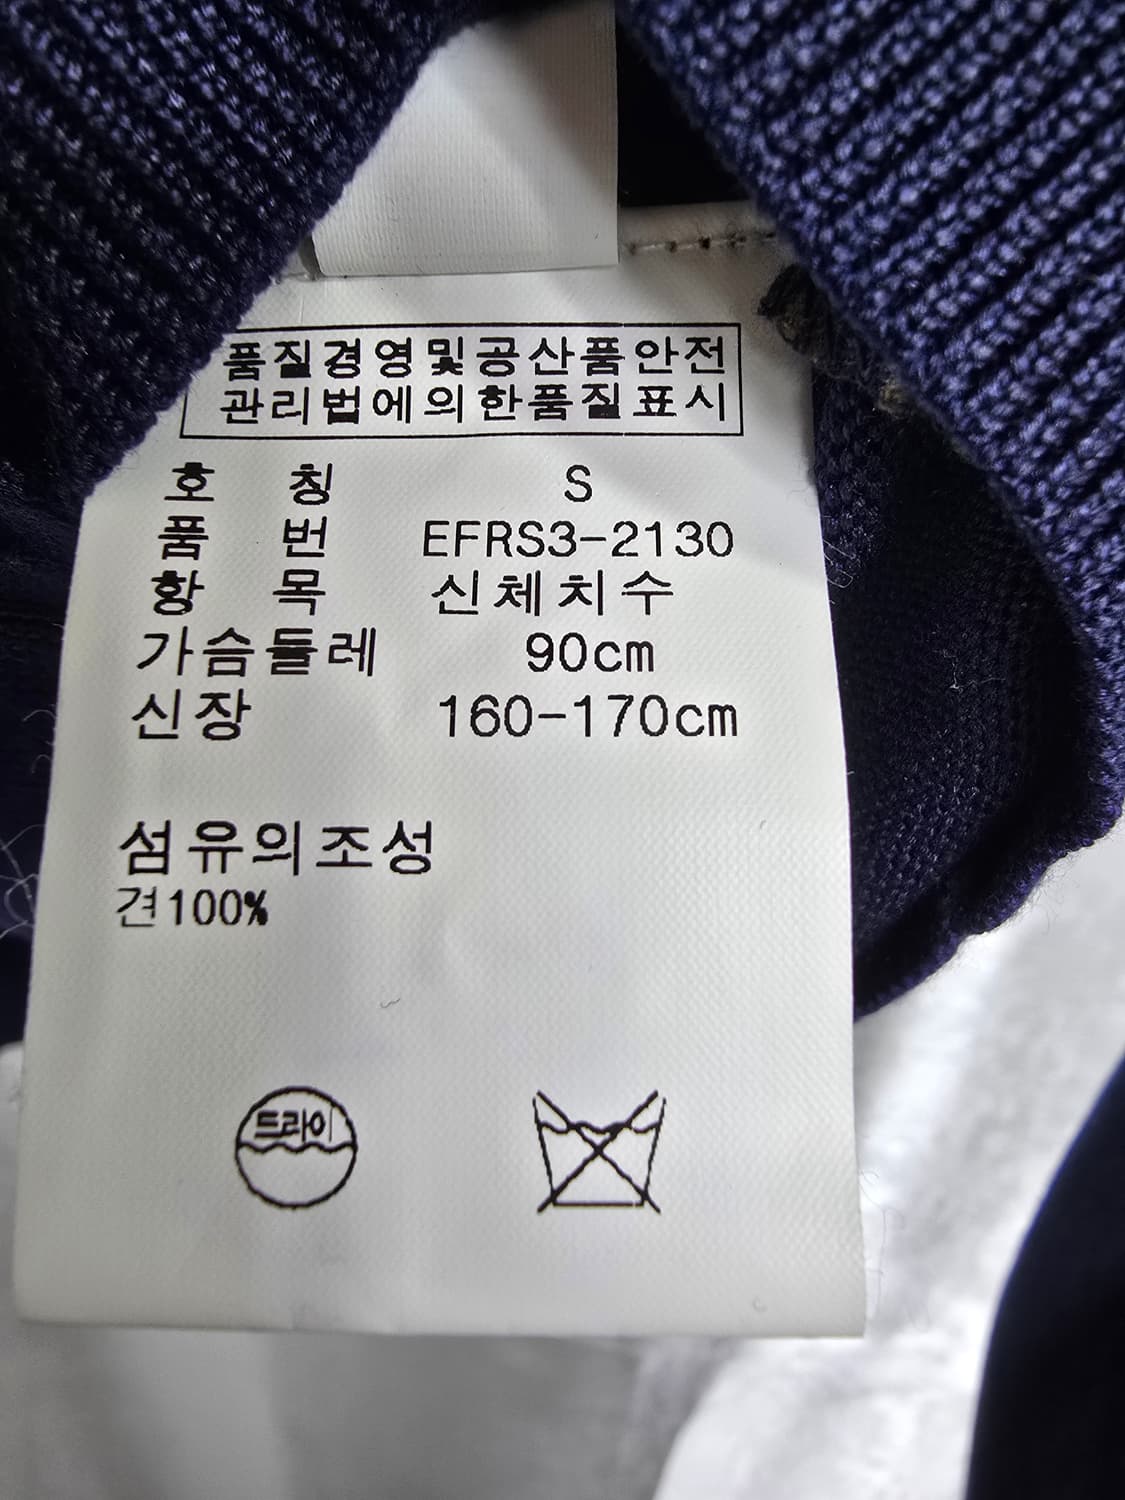 품질경영및공산품안전
관리법에의한품질표시
호 칭 S
품 번 EFRS3-2130
항 목 신체치수
가슴둘레 90cm
신장 160-170cm
섬유의조성
견100%
드라이